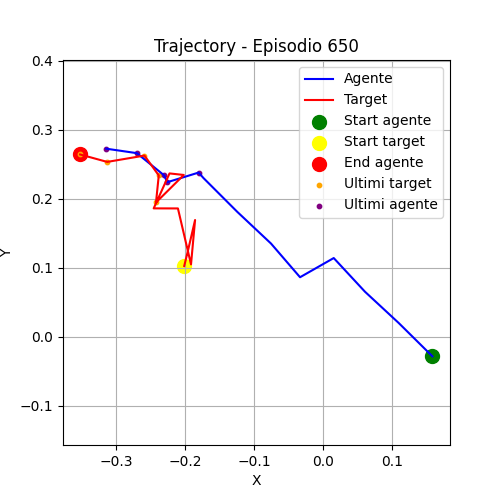 Trajectory - Episodio 650
0.4
0.3
0.2
0.1
0.0
−0.1
Y
Agente
Target
Start agente
Start target
End agente
Ultimi target
Ultimi agente
−0.3
−0.2
−0.1
0.0
0.1
X